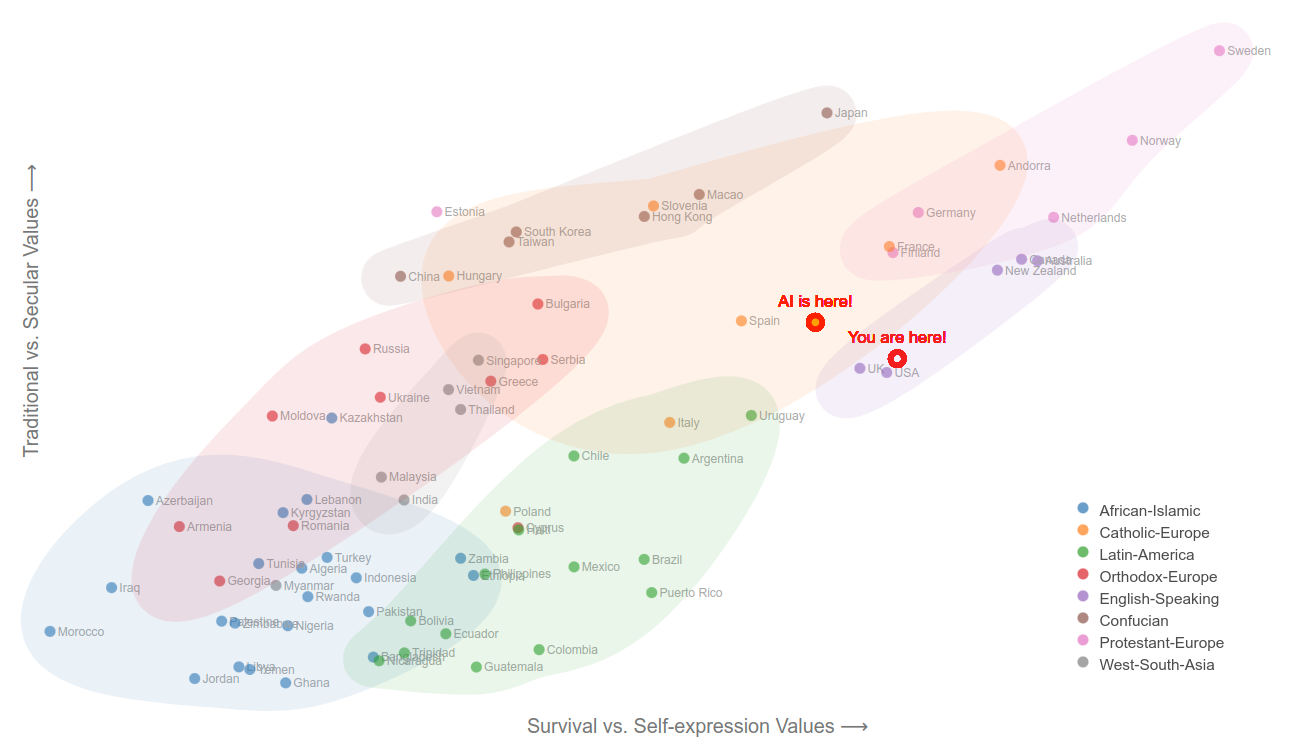 Sweden
Japan
Norway
Andorra
Macao
Slovenia
Estonia
Germany
Hong Kong
Netherlands
South Korea
Taiwan
France
Finland
Australia
New Zealand
China
Hungary
AI is here!
Bulgaria
Spain
You are here!
Russia
Singapore
Serbia
UK
USA
Greece
Vietnam
Ukraine
Thailand
Moldova
Kazakhstan
Uruguay
Italy
Chile
Argentina
Malaysia
India
Azerbaijan
Lebanon
Kyrgyzstan
Poland
Armenia
Romania
Cyprus
Haiti
Turkey
Zambia
Brazil
Tunisia
Algeria
Mexico
Indonesia
Ethiopia
Philippines
Georgia
Myanmar
Iraq
Rwanda
Puerto Rico
Pakistan
Palestine
Zimbabwe
Nigeria
Bolivia
Morocco
Ecuador
Colombia
Trinidad
Bangladesh
Nicaragua
Libya
Yemen
Guatemala
Jordan
Ghana
Traditional vs. Secular Values ⟶
Survival vs. Self-expression Values ⟶
African-Islamic
Catholic-Europe
Latin-America
Orthodox-Europe
English-Speaking
Confucian
Protestant-Europe
West-South-Asia